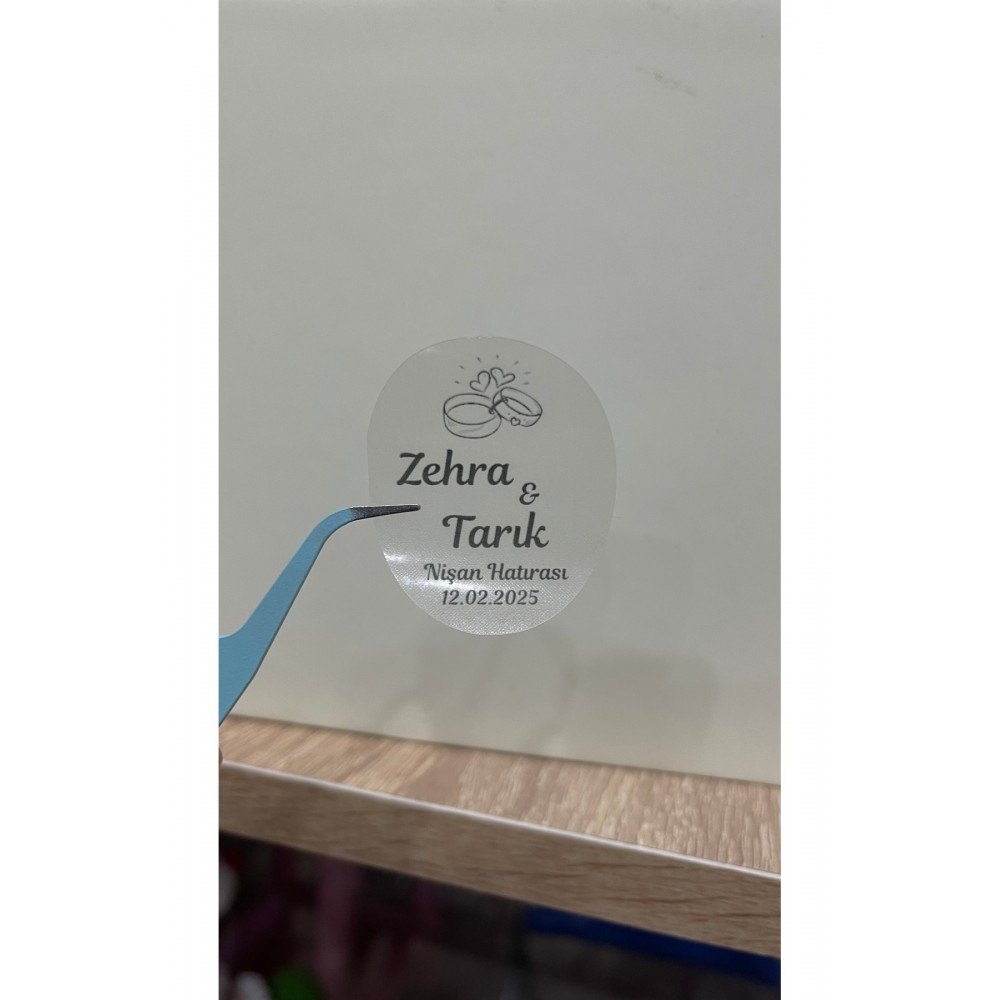 Zehra
&
Tarık
Nişan Hatırası
12.02.2025